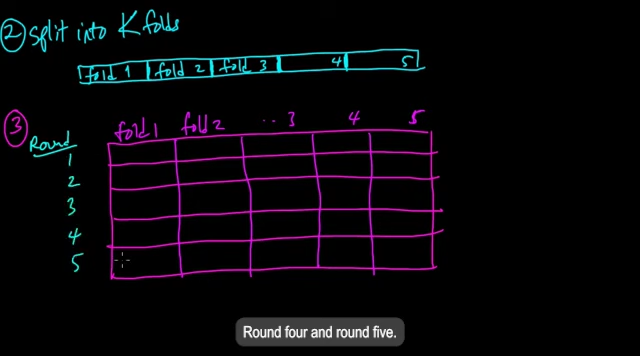 ② Split into K folds
fold 1 fold 2 fold 3 4 5
③ fold 1 fold 2 .. 3 4 5
Round
1
2
3
4
5
Round four and round five.